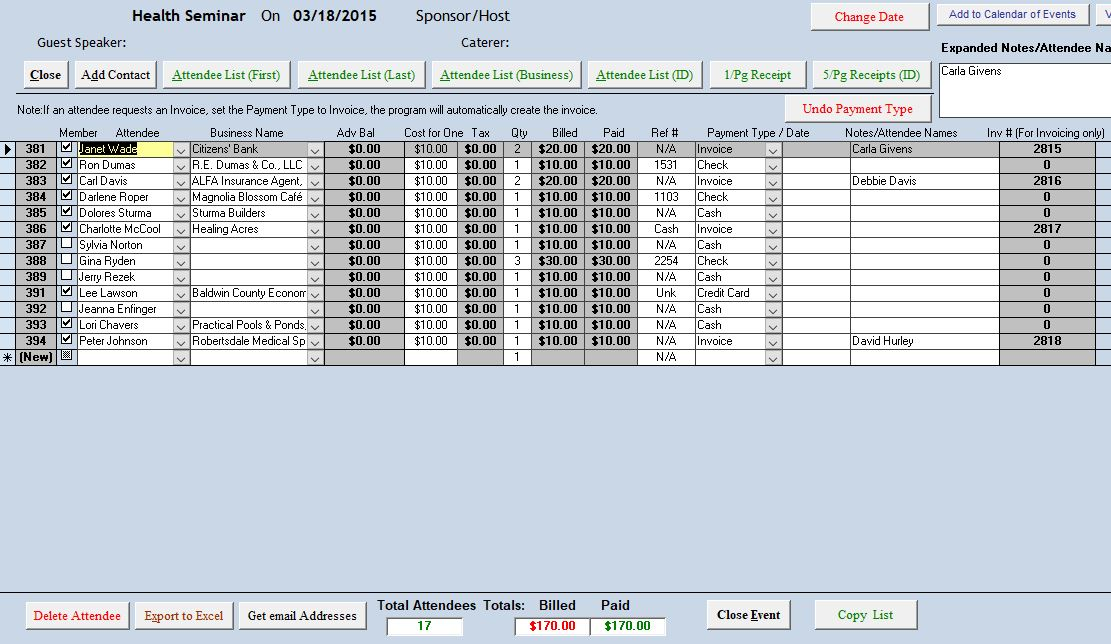 Health Seminar On 03/18/2015 Sponsor/Host Change Date Add to Calendar of Events
Guest Speaker: Caterer: Expanded Notes/Attendee Na
Close Add Contact Attendee List (First) Attendee List (Last) Attendee List (Business) Attendee List (ID) 1/Pg Receipt 5/Pg Receipts (ID) Carla Givens
Note:If an attendee requests an Invoice, set the Payment Type to Invoice, the program will automatically create the invoice. Undo Payment Type
Member Attendee Business Name Adv Bal Cost for One Tax Qty Billed Paid Ref # Payment Type / Date Notes/Attendee Names Inv # (For Invoicing only)
381 Janet Wade Citizens' Bank $0.00 $10.00 $0.00 2 $20.00 $20.00 N/A Invoice Carla Givens 2815
382 Ron Dumas R.E. Dumas & Co., LLC $0.00 $10.00 $0.00 1 $10.00 $10.00 1531 Check 0
383 Carl Davis ALFA Insurance Agency, $0.00 $10.00 $0.00 2 $20.00 $20.00 N/A Invoice Debbie Davis 2816
384 Darlene Roper Magnolia Blossom Café $0.00 $10.00 $0.00 1 $10.00 $10.00 1103 Check 0
385 Dolores Sturma Sturma Builders $0.00 $10.00 $0.00 1 $10.00 $10.00 N/A Cash 0
386 Charlotte McCool Healing Acres $0.00 $10.00 $0.00 1 $10.00 $10.00 Cash Invoice 2817
387 Sylvia Norton $0.00 $10.00 $0.00 1 $10.00 $10.00 N/A Cash 0
388 Gina Ryden $0.00 $10.00 $0.00 3 $30.00 $30.00 2254 Check 0
389 Jerry Rezek $0.00 $10.00 $0.00 1 $10.00 $10.00 N/A Cash 0
391 Lee Lawson Baldwin County Econom $0.00 $10.00 $0.00 1 $10.00 $10.00 Unk Credit Card 0
392 Jeanna Enfinger $0.00 $10.00 $0.00 1 $10.00 $10.00 N/A Cash 0
393 Lori Chavers Practical Pools & Ponds, $0.00 $10.00 $0.00 1 $10.00 $10.00 N/A Cash 0
394 Peter Johnson Robertsdale Medical Sp $0.00 $10.00 $0.00 1 $10.00 $10.00 N/A Invoice David Hurley 2818
(New) 1 N/A
Total Attendees Totals: Billed Paid
Delete Attendee Export to Excel Get email Addresses 17 $170.00 $170.00 Close Event Copy List